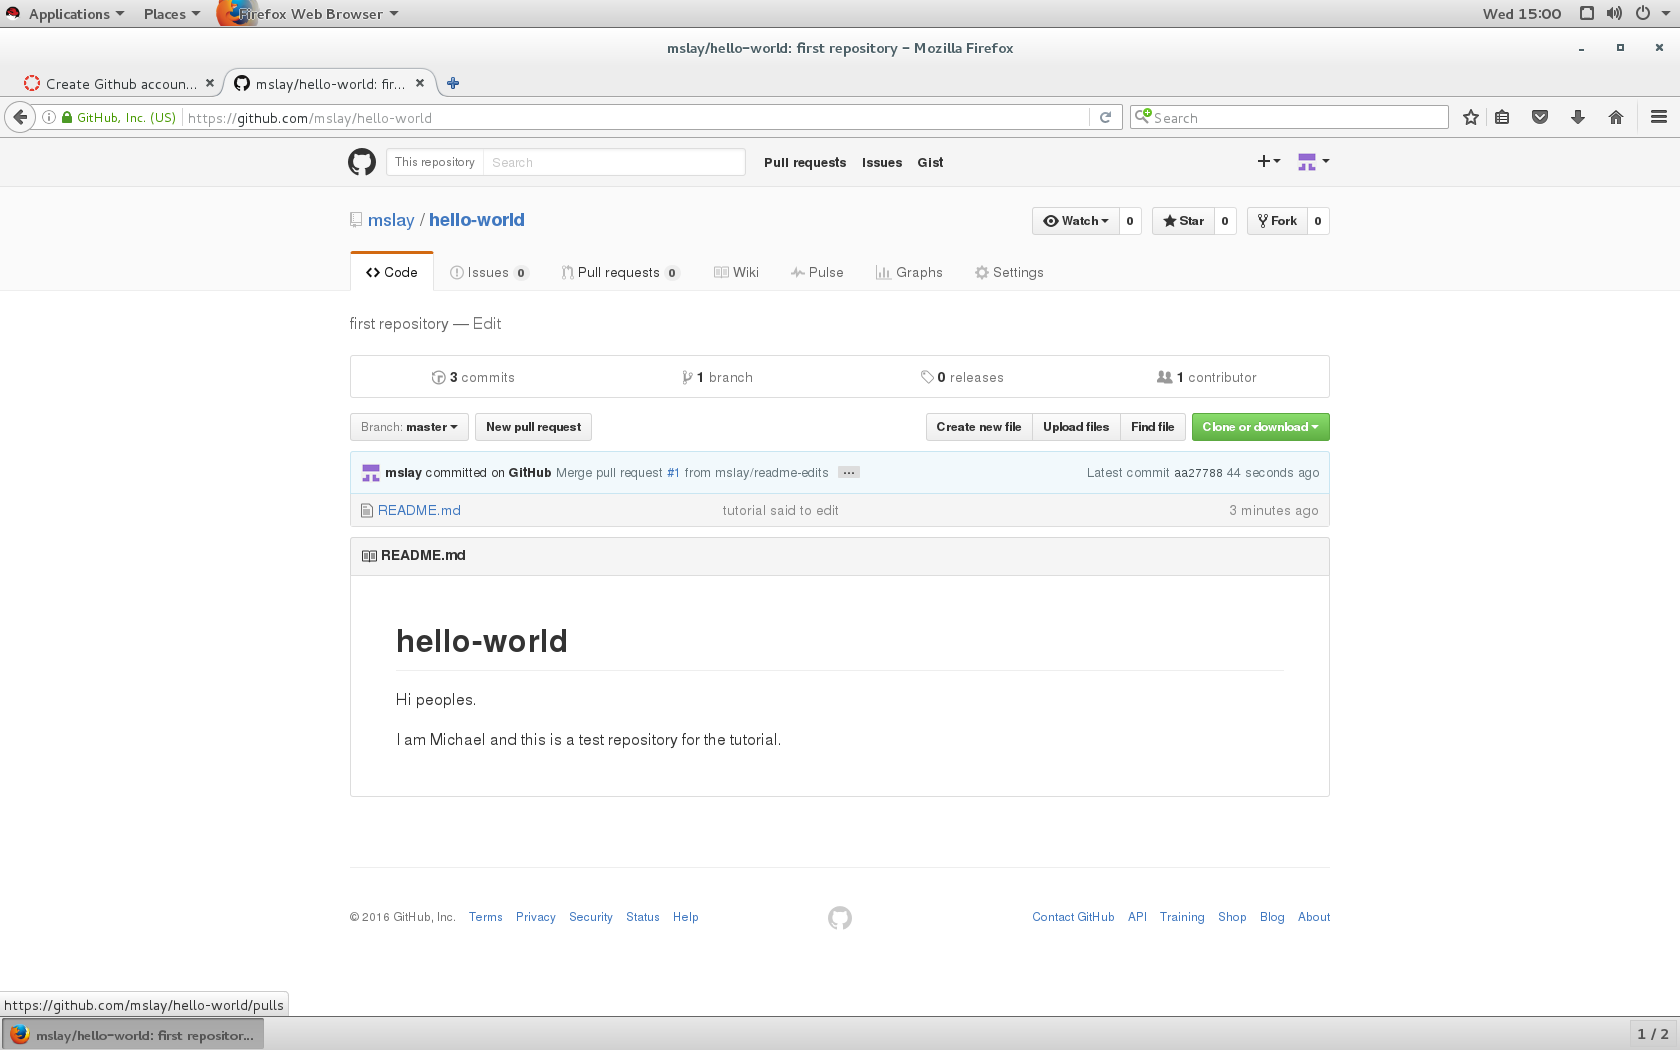 Applications Places Firefox Web Browser Wed 15:00
mslay/hello-world: first repository - Mozilla Firefox
Create Github accoun... mslay/hello-world: fir...
GitHub, Inc. (US) https://github.com/mslay/hello-world Search
This repository Search Pull requests Issues Gist
mslay / hello-world Watch 0 Star 0 Fork 0
Code Issues 0 Pull requests 0 Wiki Pulse Graphs Settings
first repository — Edit
3 commits 1 branch 0 releases 1 contributor
Branch: master New pull request Create new file Upload files Find file Clone or download
mslay committed on GitHub Merge pull request #1 from mslay/readme-edits ... Latest commit aa27788 44 seconds ago
README.md tutorial said to edit 3 minutes ago
README.md
hello-world
Hi peoples.
I am Michael and this is a test repository for the tutorial.
© 2016 GitHub, Inc. Terms Privacy Security Status Help Contact GitHub API Training Shop Blog About
https://github.com/mslay/hello-world/pulls
mslay/hello-world: first repositor... 1 / 2